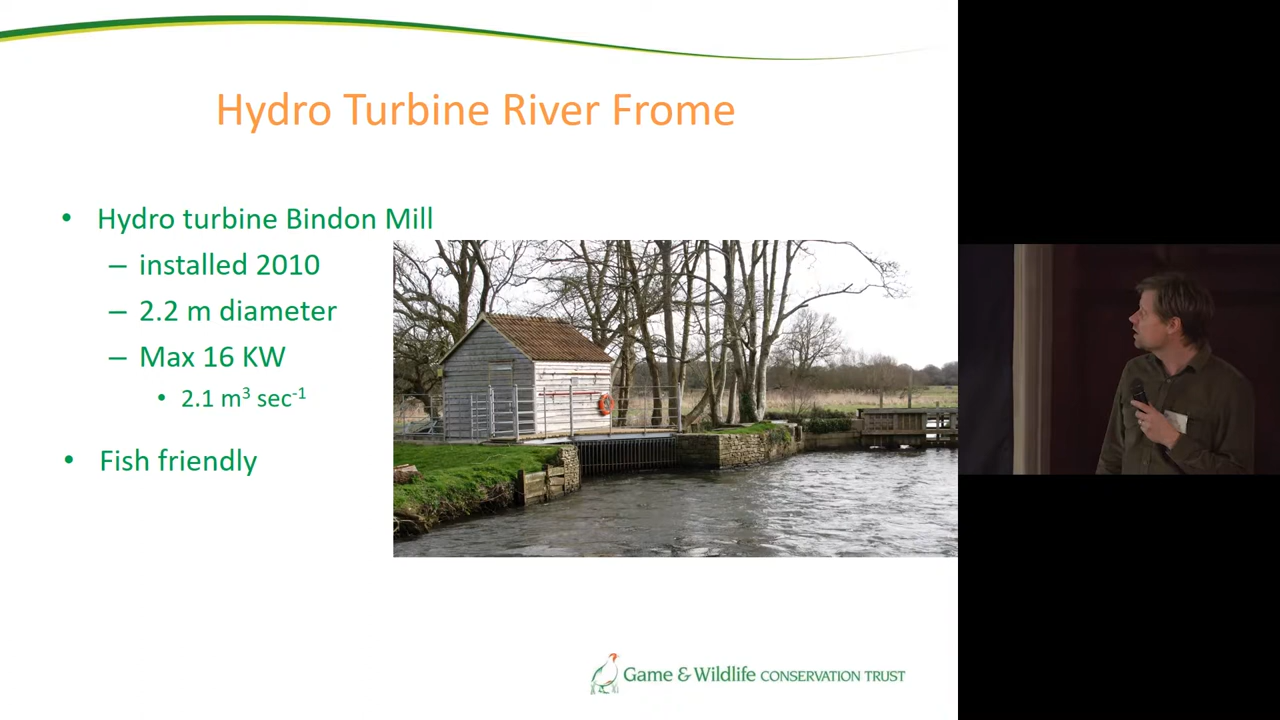 Hydro Turbine River Frome
• Hydro turbine Bindon Mill
– installed 2010
– 2.2 m diameter
– Max 16 KW
• 2.1 m³ sec⁻¹
• Fish friendly
Game & Wildlife CONSERVATION TRUST